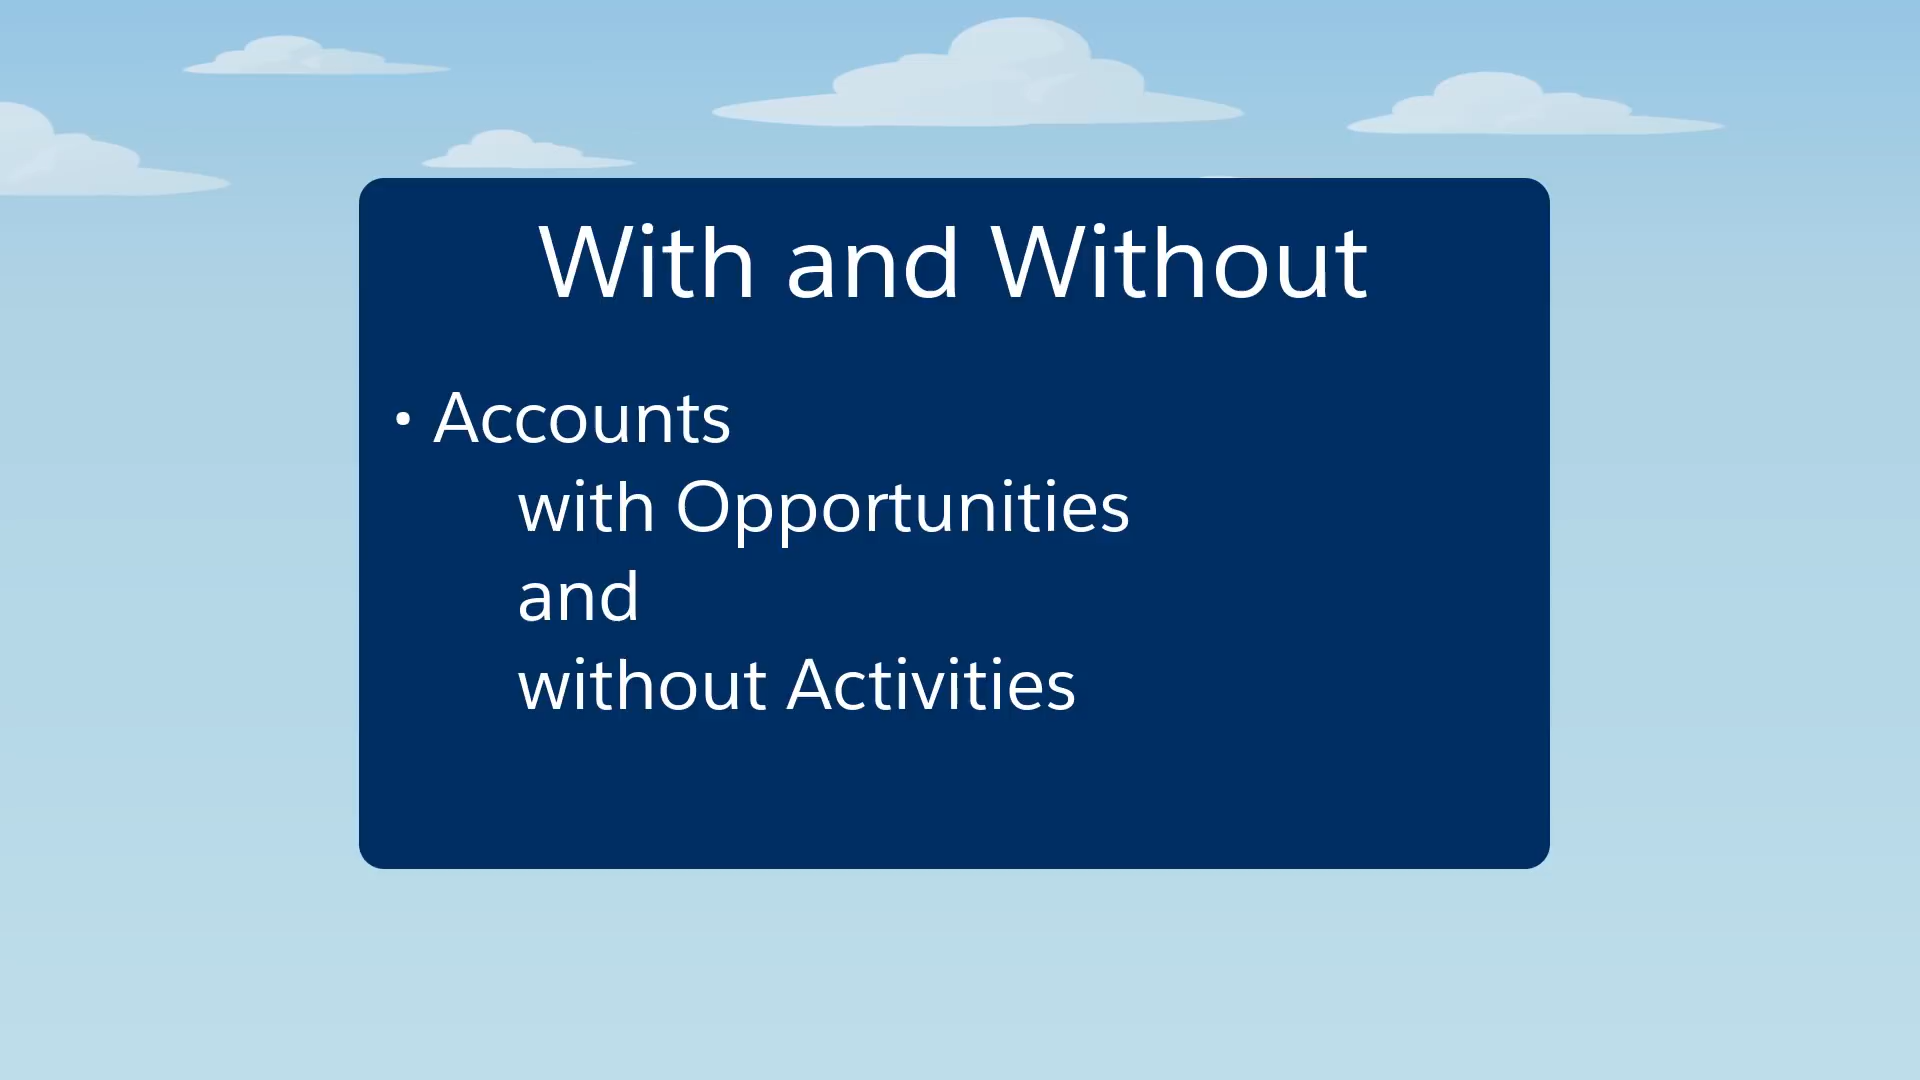 With and Without
• Accounts
with Opportunities
and
without Activities